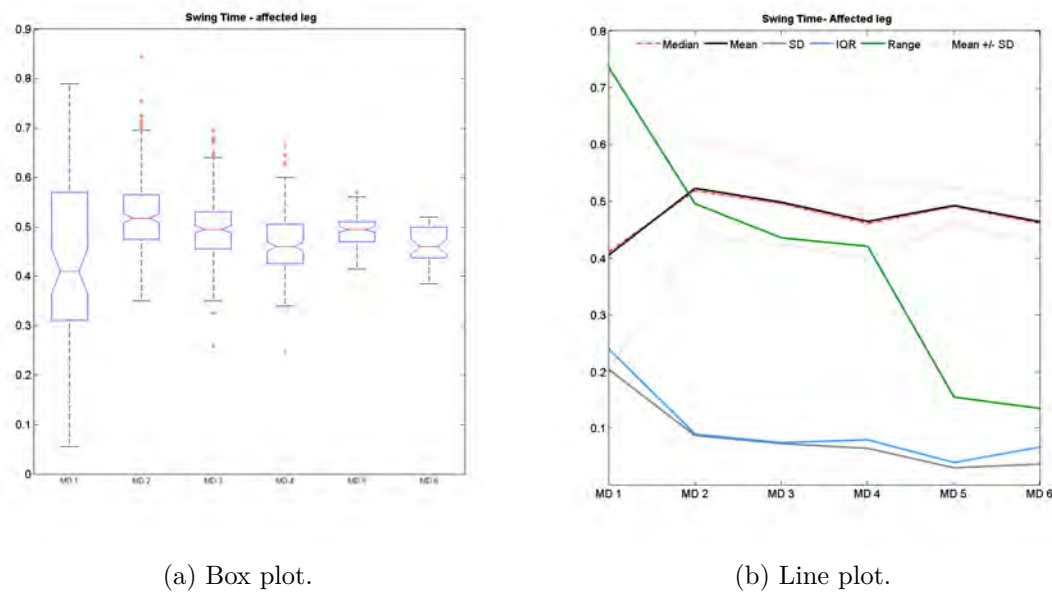 Swing Time - affected leg
0.9
0.8
0.7
0.6
0.5
0.4
0.3
0.2
0.1
0
MD 1 MD 2 MD 3 MD 4 MD 5 MD 6
(a) Box plot.
Swing Time- Affected leg
Median Mean SD IQR Range Mean +/- SD
0.8
0.7
0.6
0.5
0.4
0.3
0.2
0.1
MD 1 MD 2 MD 3 MD 4 MD 5 MD 6
(b) Line plot.